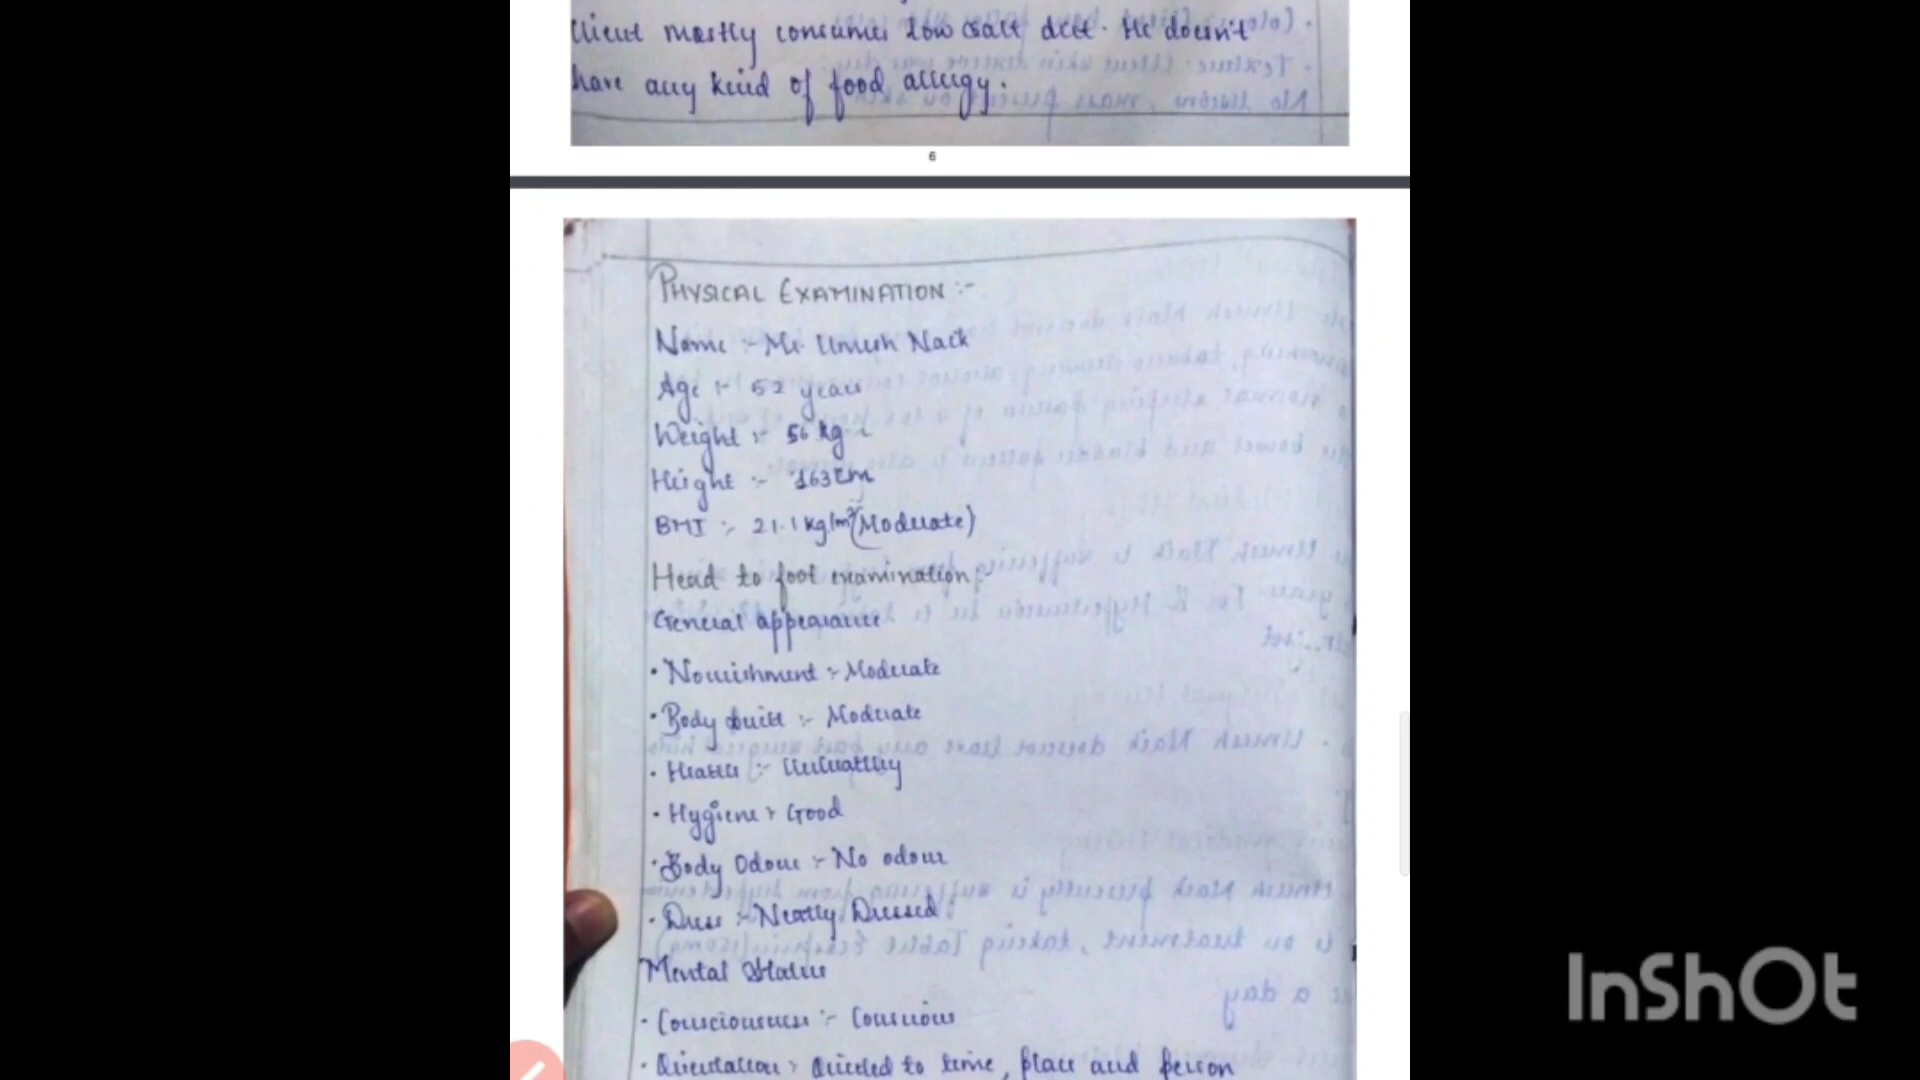 Client mostly consumes low salt diet. He doesn't
have any kind of food allergy.
6
PHYSICAL EXAMINATION :-
Name :- Mr. Umesh Naik
Age :- 52 years
Weight :- 56 kg
Height :- 163cm
BMI :- 21.1 kg/m² (Moderate)
Head to foot examination :-
General appearance
• Nourishment :- Moderate
• Body built :- Moderate
• Health :- Unhealthy
• Hygiene :- Good
• Body Odour :- No odour
• Dress :- Neatly Dressed
Mental Status
• Consciousness :- Conscious
• Orientation :- Oriented to time, place and person
InShOt